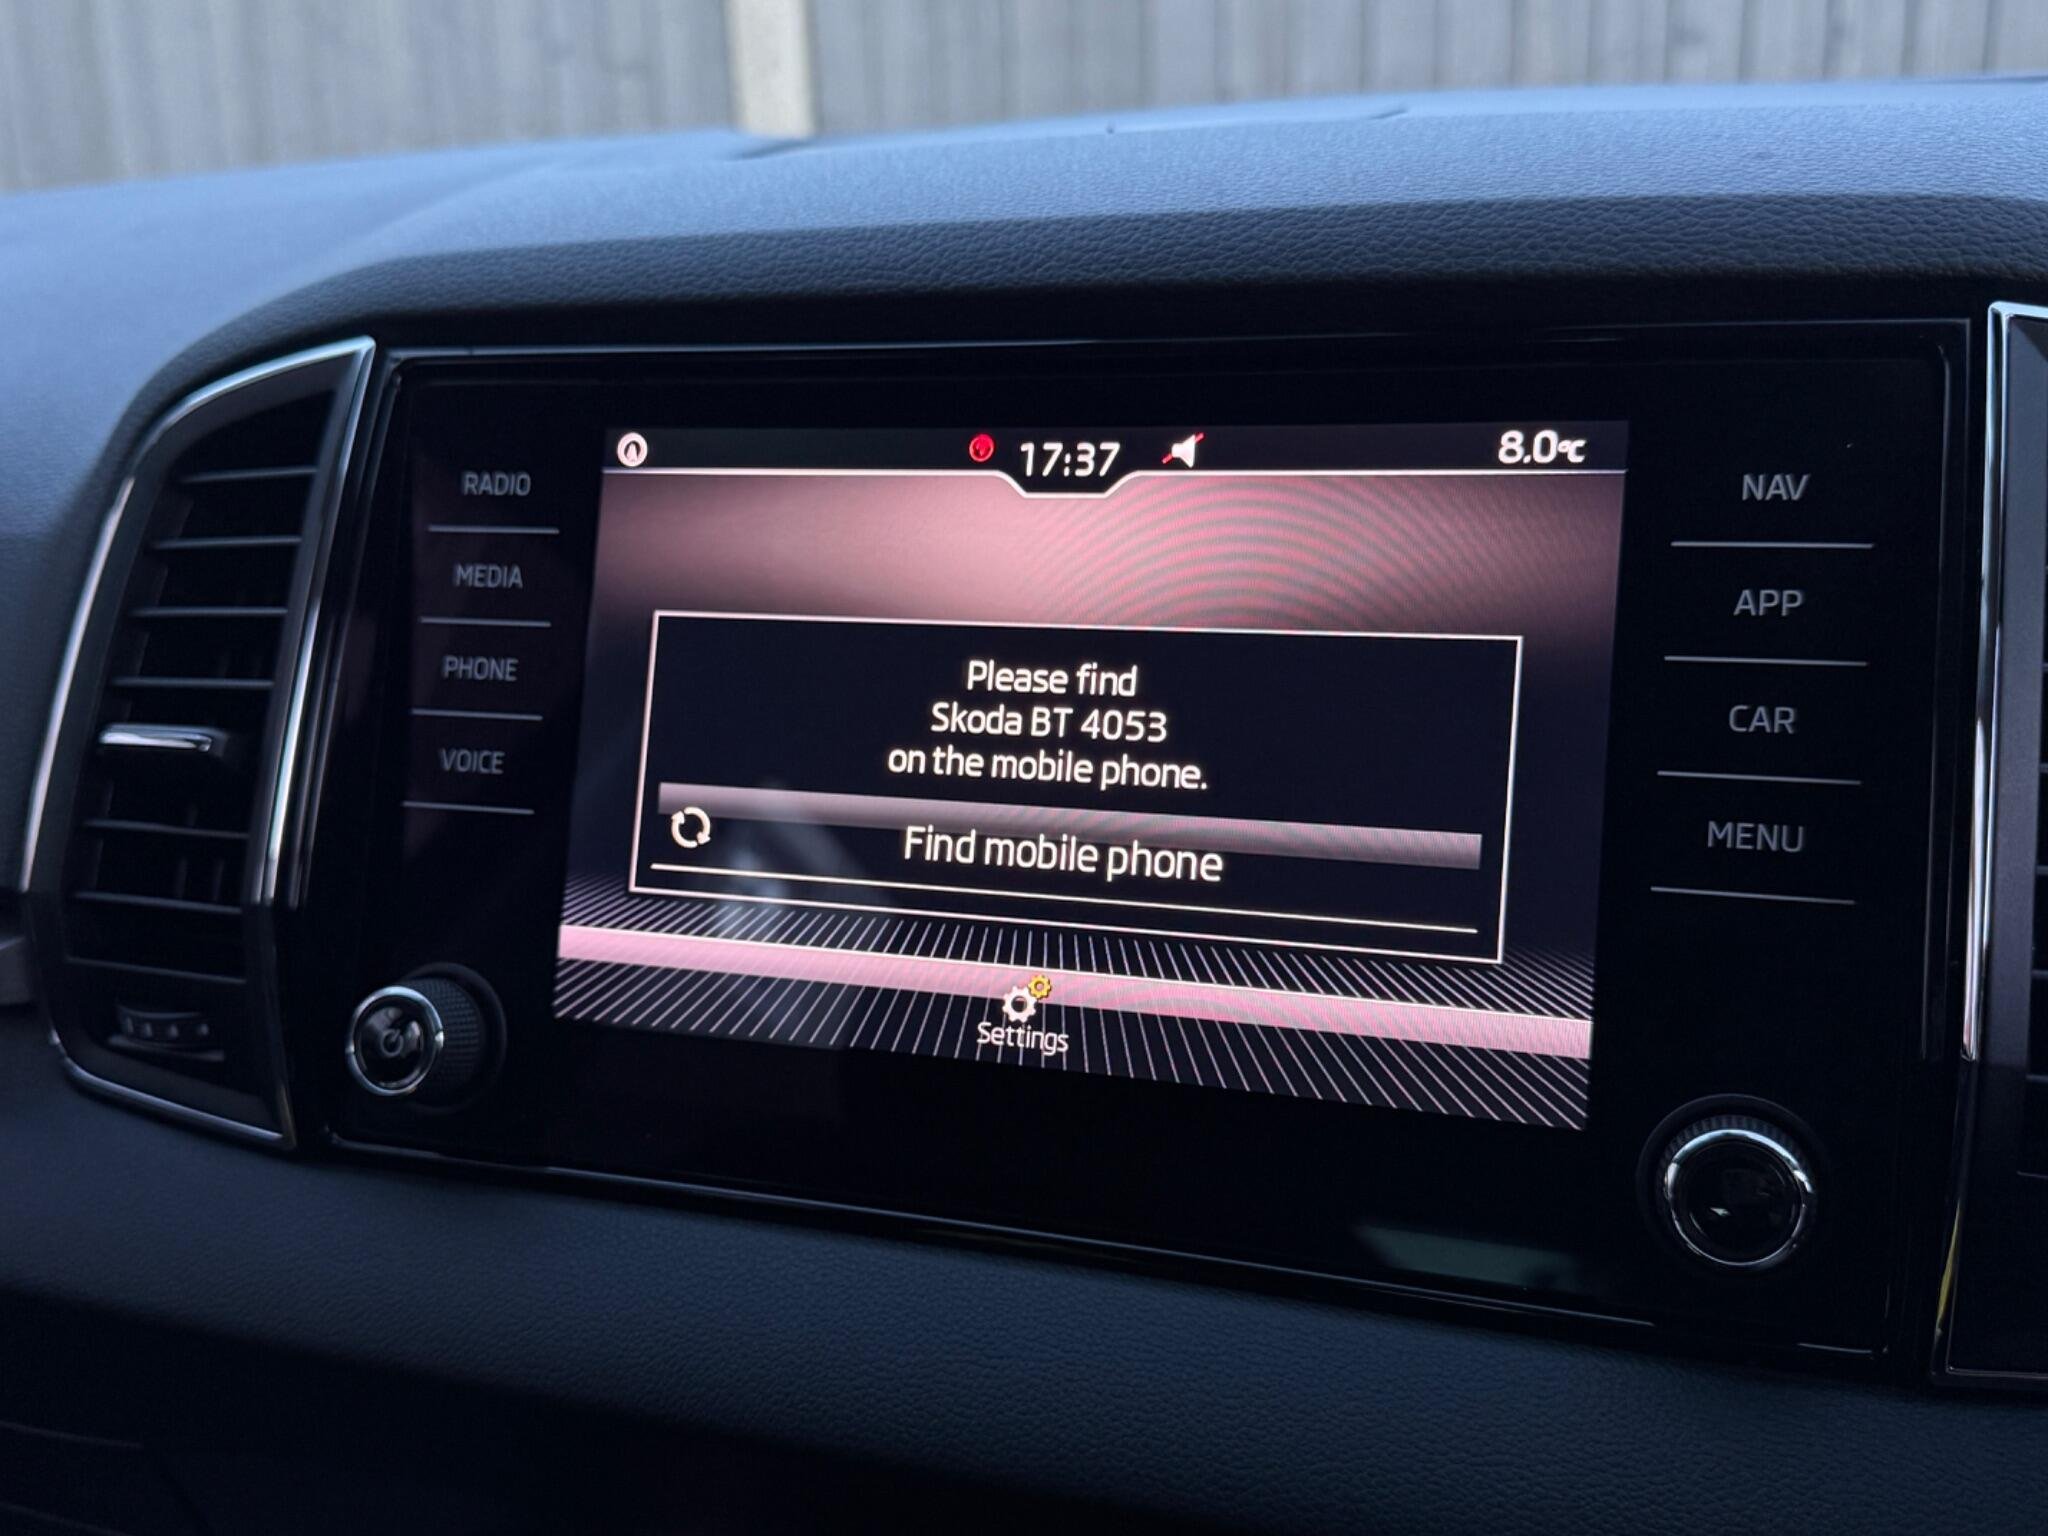 17:37
8.0°C
RADIO
MEDIA
PHONE
VOICE
Please find
Skoda BT 4053
on the mobile phone.
Find mobile phone
Settings
NAV
APP
CAR
MENU